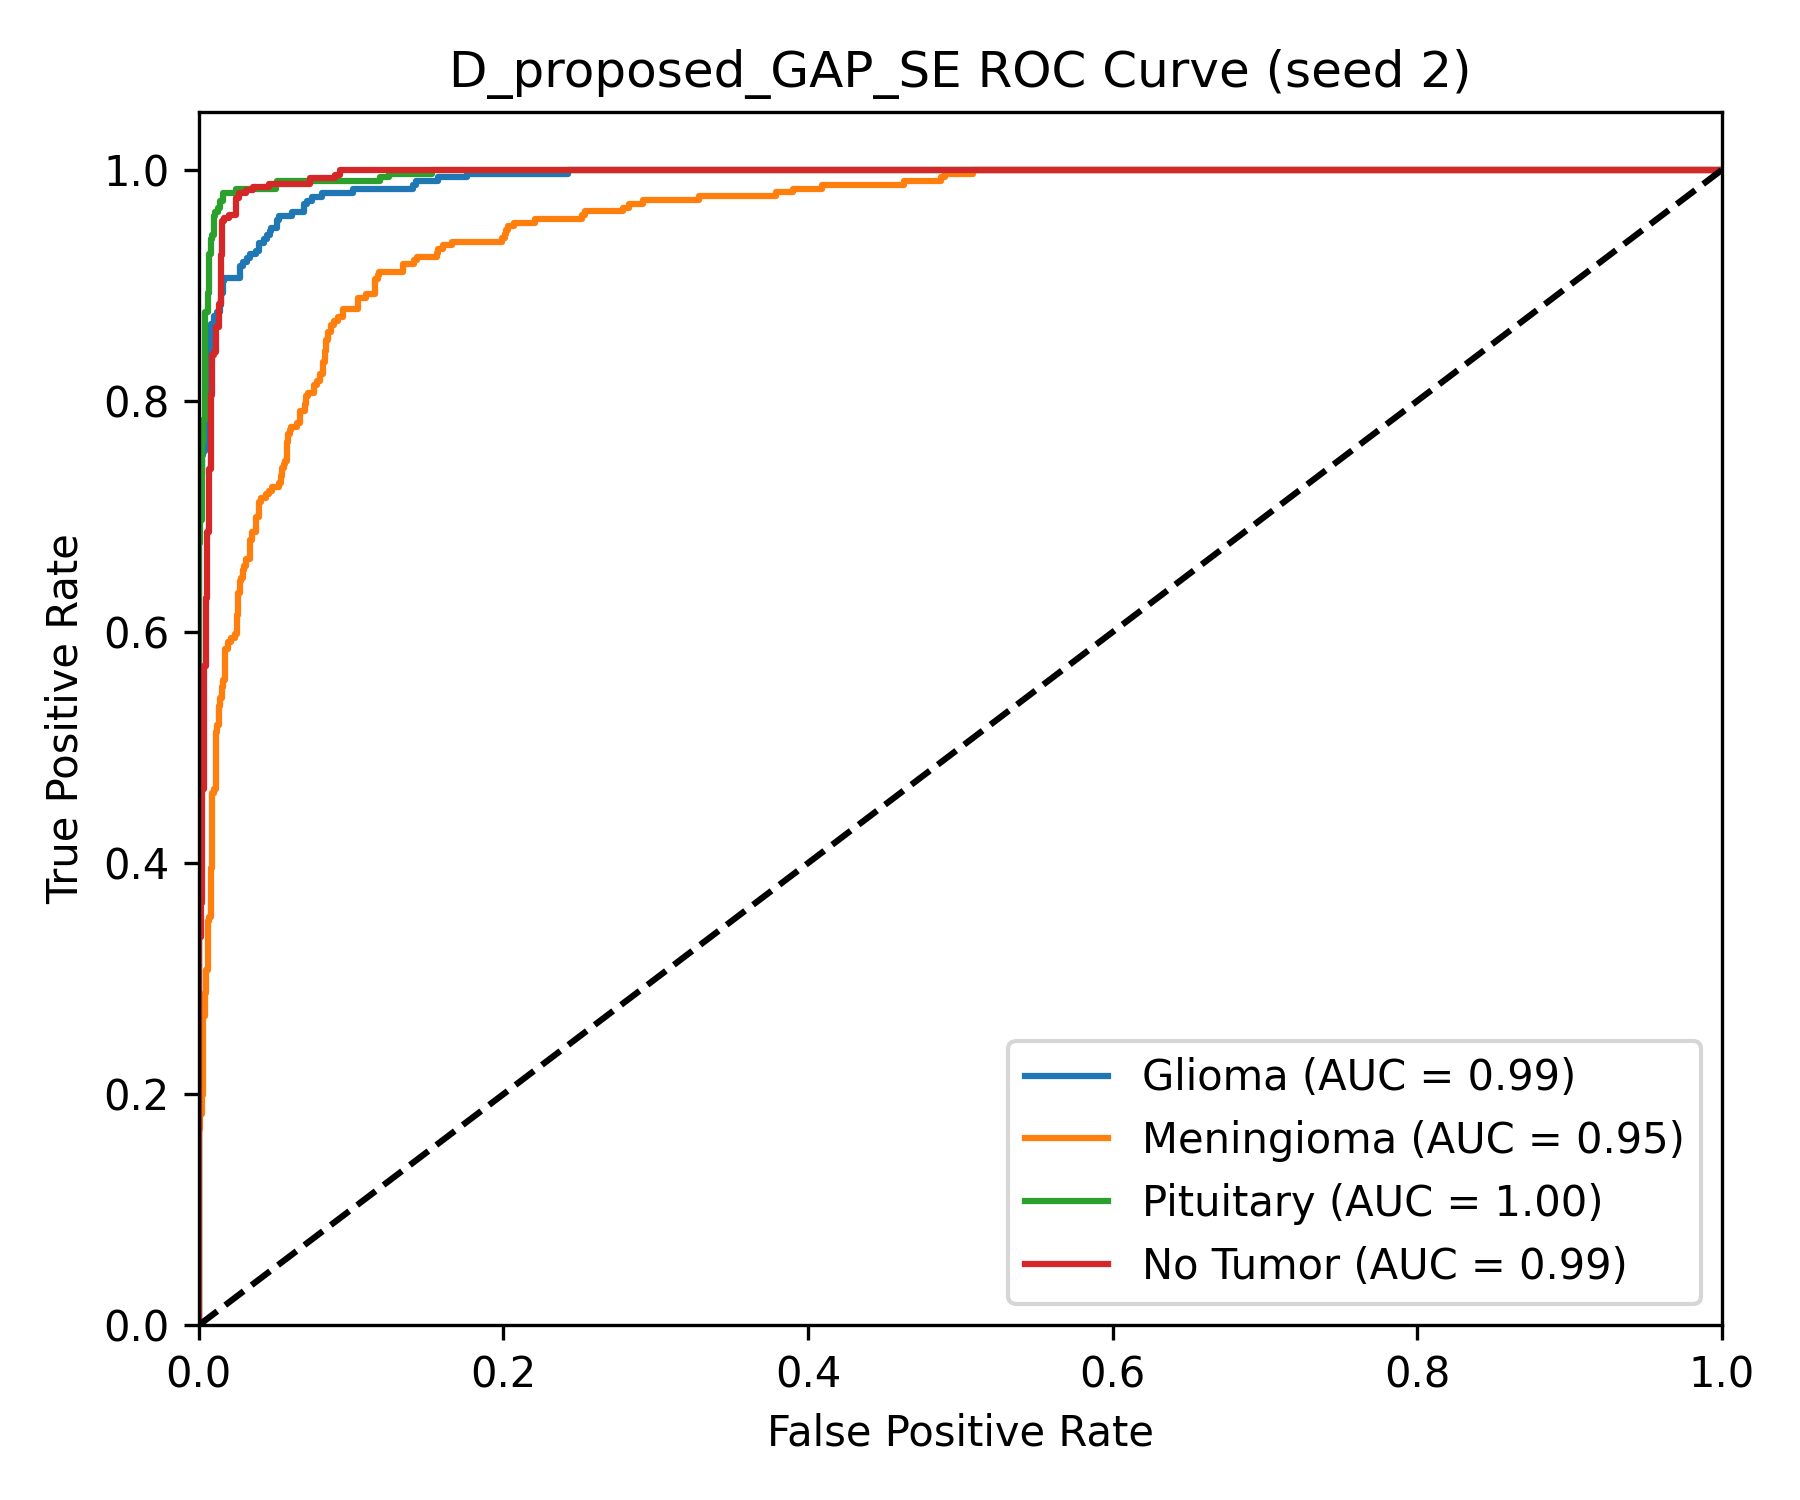 D_proposed_GAP_SE ROC Curve (seed 2)
1.0
0.8
0.6
0.4
0.2
0.0
True Positive Rate
Glioma (AUC = 0.99)
Meningioma (AUC = 0.95)
Pituitary (AUC = 1.00)
No Tumor (AUC = 0.99)
0.0 0.2 0.4 0.6 0.8 1.0
False Positive Rate